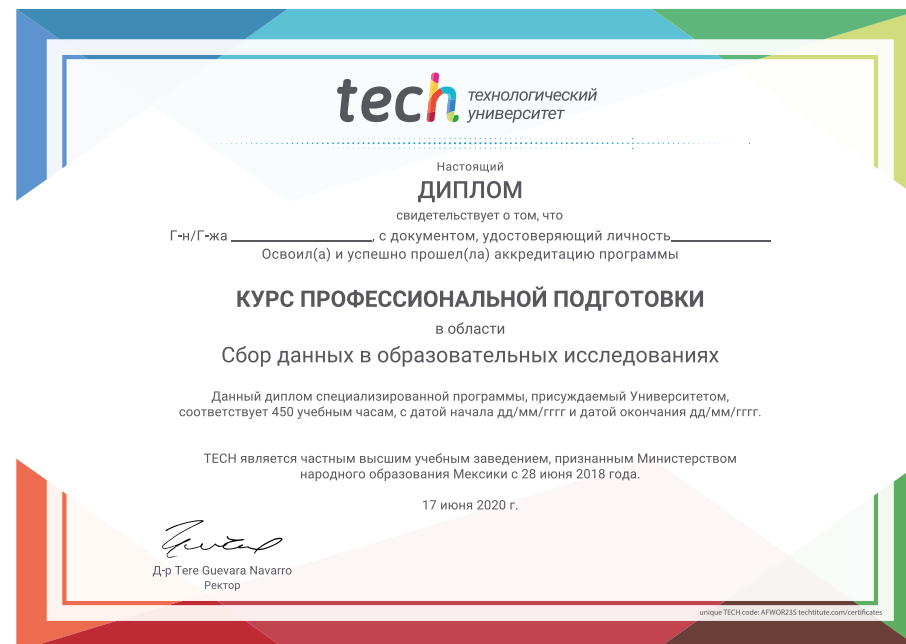 tech технологический
университет
Настоящий
ДИПЛОМ
свидетельствует о том, что
Г-н/Г-жа ____________________, с документом, удостоверяющий личность______________
Освоил(а) и успешно прошел(ла) аккредитацию программы
КУРС ПРОФЕССИОНАЛЬНОЙ ПОДГОТОВКИ
в области
Сбор данных в образовательных исследованиях
Данный диплом специализированной программы, присуждаемый Университетом,
соответствует 450 учебным часам, с датой начала дд/мм/гггг и датой окончания дд/мм/гггг.
TECH является частным высшим учебным заведением, признанным Министерством
народного образования Мексики с 28 июня 2018 года.
17 июня 2020 г.
Д-р Tere Guevara Navarro
Ректор
unique TECH code: AFWOR23S techtitute.com/certificates